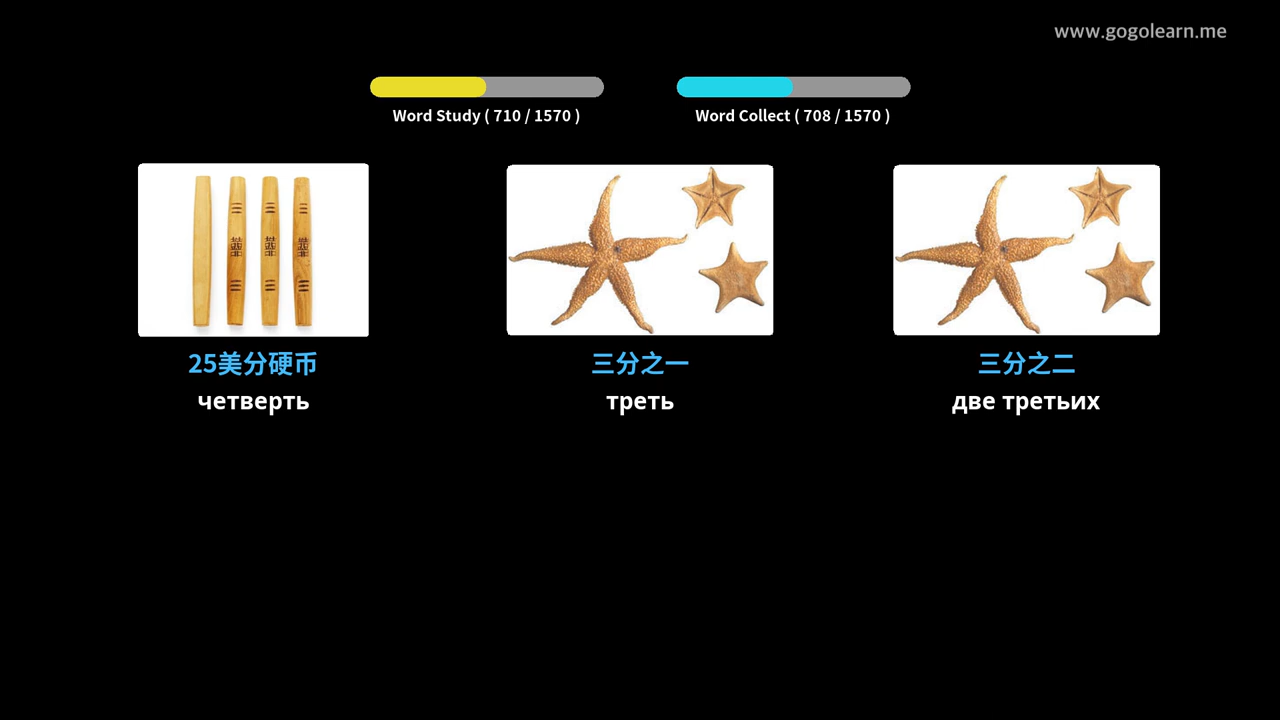 www.gogolearn.me
Word Study ( 710 / 1570 )
Word Collect ( 708 / 1570 )
25美分硬币
четверть
三分之一
треть
三分之二
две третьих